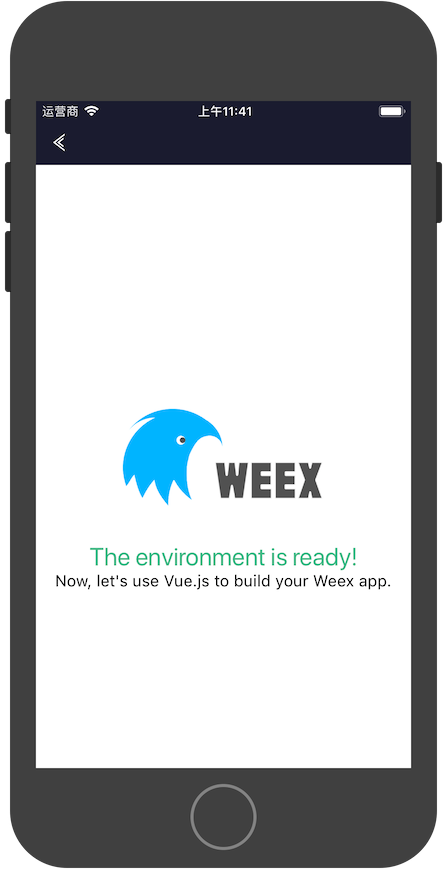 运营商 上午11:41
WEEX
The environment is ready!
Now, let's use Vue.js to build your Weex app.